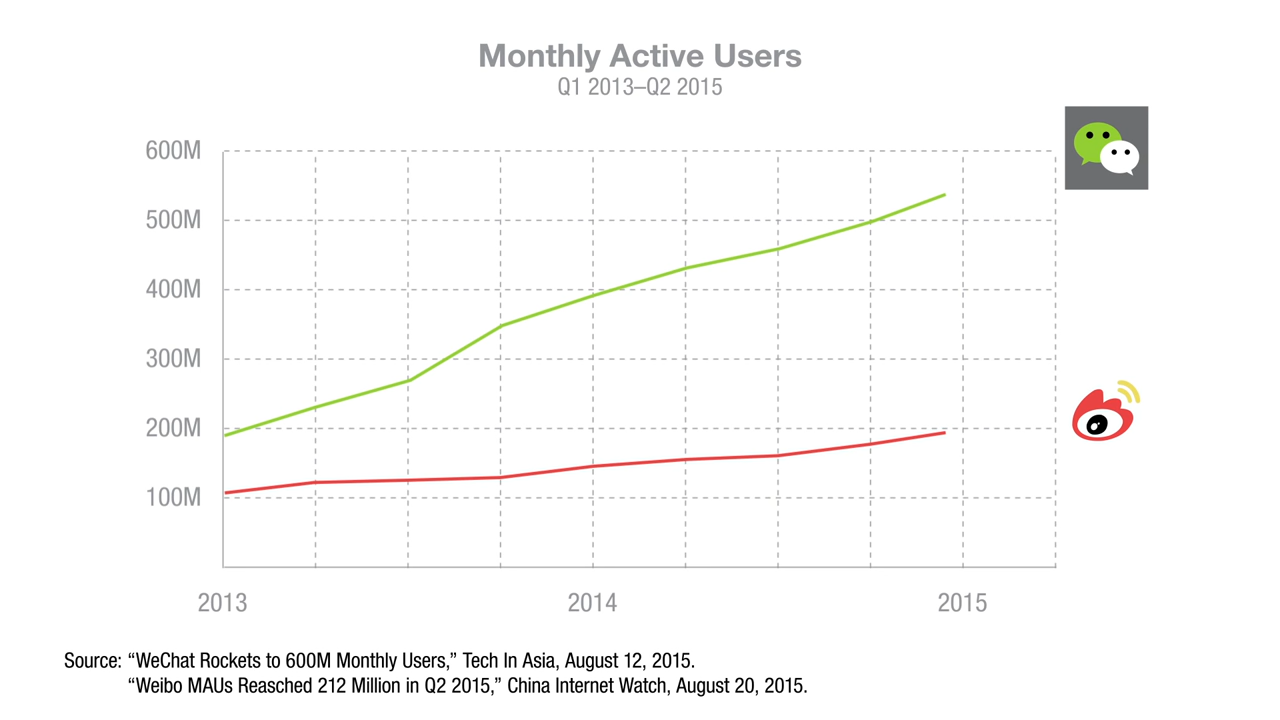 Monthly Active Users
Q1 2013–Q2 2015
600M
500M
400M
300M
200M
100M
2013
2014
2015
Source: “WeChat Rockets to 600M Monthly Users,” Tech In Asia, August 12, 2015.
“Weibo MAUs Reasched 212 Million in Q2 2015,” China Internet Watch, August 20, 2015.